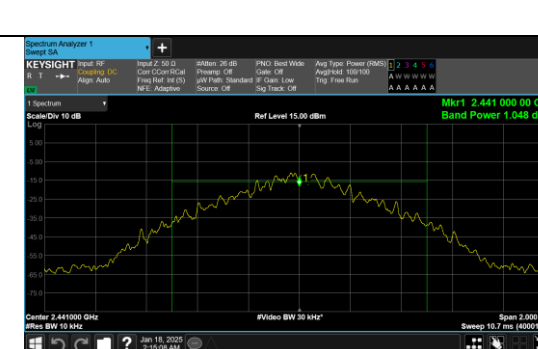 Spectrum Analyzer 1
Swept SA
KEYSIGHT
R T
Input: RF
Coupling: DC
Align: Auto
Input Z: 50 Ω
Corr CCorr RCal
Freq Ref: Int (S)
NFE: Adaptive
#Atten: 26 dB
Preamp: Off
µW Path: Standard
Source: Off
PNO: Best Wide
Gate: Off
IF Gain: Low
Sig Track: Off
Avg Type: Power (RMS)
Avg|Hold: 100/100
Trig: Free Run
1 2 3 4 5 6
A W W W W W
A A A A A A
1 Spectrum
Scale/Div 10 dB
Ref Level 15.00 dBm
Mkr1 2.441 000 00
Band Power 1.048 d
Log
5.00
-5.00
-15.0
-25.0
-35.0
-45.0
-55.0
-65.0
-75.0
1
Center 2.441000 GHz
#Res BW 10 kHz
#Video BW 30 kHz*
Span 2.000
Sweep 10.7 ms (40001
Jan 18, 2025
2:15:08 AM